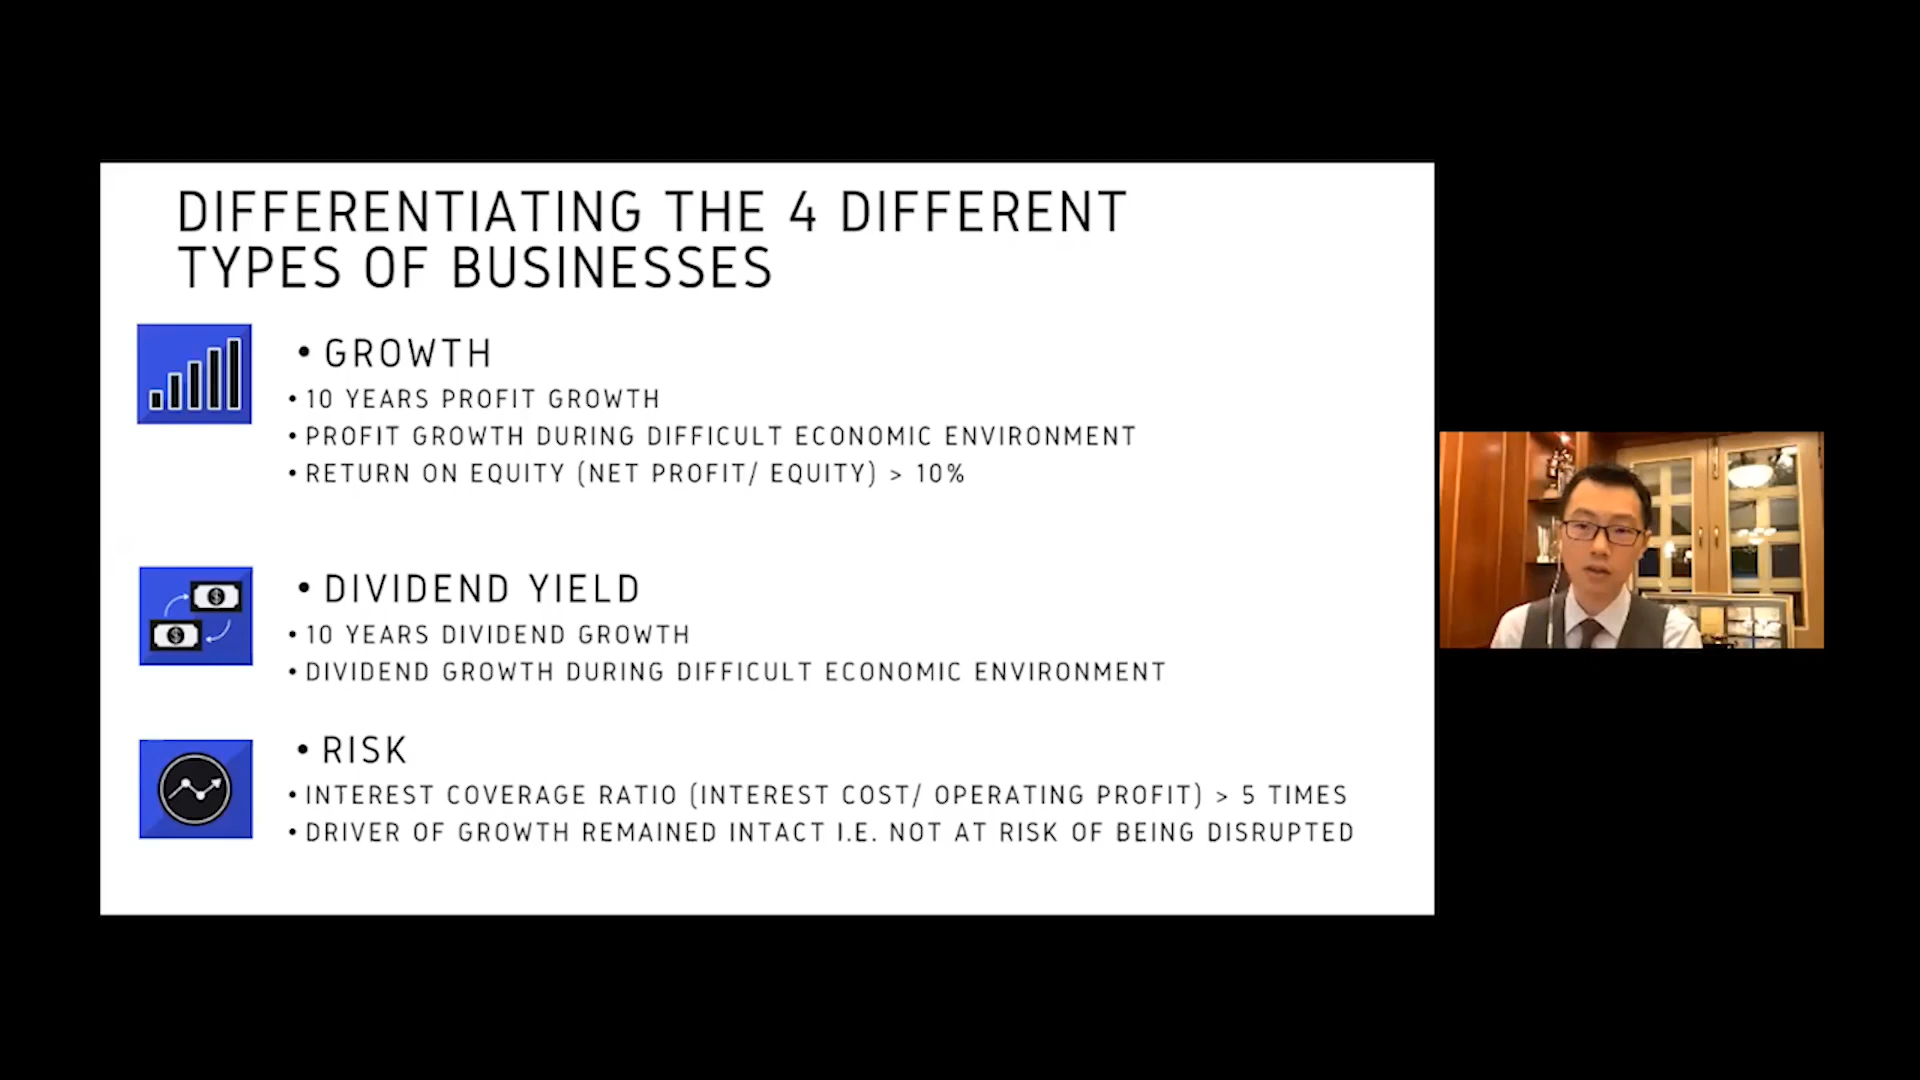 DIFFERENTIATING THE 4 DIFFERENT
TYPES OF BUSINESSES
• GROWTH
• 10 YEARS PROFIT GROWTH
• PROFIT GROWTH DURING DIFFICULT ECONOMIC ENVIRONMENT
• RETURN ON EQUITY (NET PROFIT/ EQUITY) > 10%
• DIVIDEND YIELD
• 10 YEARS DIVIDEND GROWTH
• DIVIDEND GROWTH DURING DIFFICULT ECONOMIC ENVIRONMENT
• RISK
• INTEREST COVERAGE RATIO (INTEREST COST/ OPERATING PROFIT) > 5 TIMES
• DRIVER OF GROWTH REMAINED INTACT I.E. NOT AT RISK OF BEING DISRUPTED